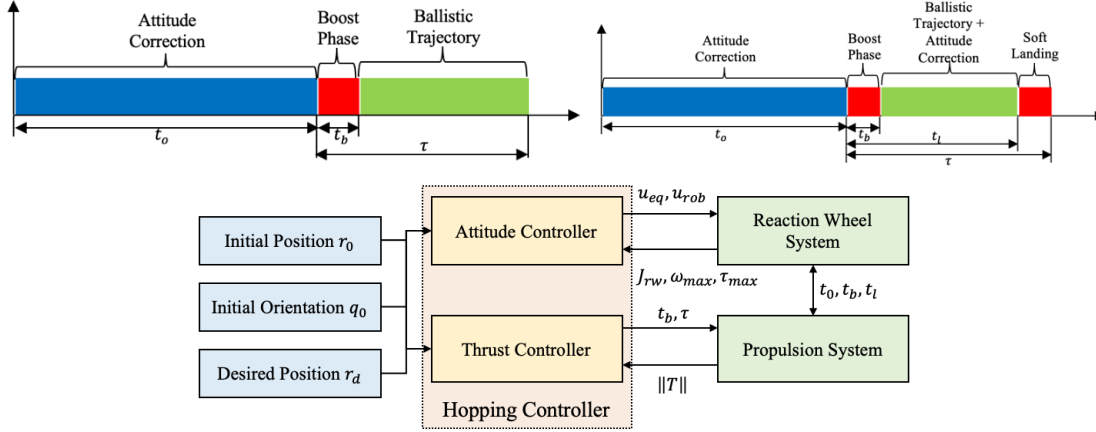 Attitude
Correction
Boost
Phase
Ballistic
Trajectory
t_o
t_b
τ
Attitude
Correction
Boost
Phase
Ballistic
Trajectory +
Attitude
Correction
Soft
Landing
t_o
t_b
t_l
τ
Initial Position r_0
Initial Orientation q_0
Desired Position r_d
Attitude Controller
Thrust Controller
Hopping Controller
u_eq, u_rob
J_rw, ω_max, τ_max
t_b, τ
‖T‖
Reaction Wheel
System
t_0, t_b, t_l
Propulsion System